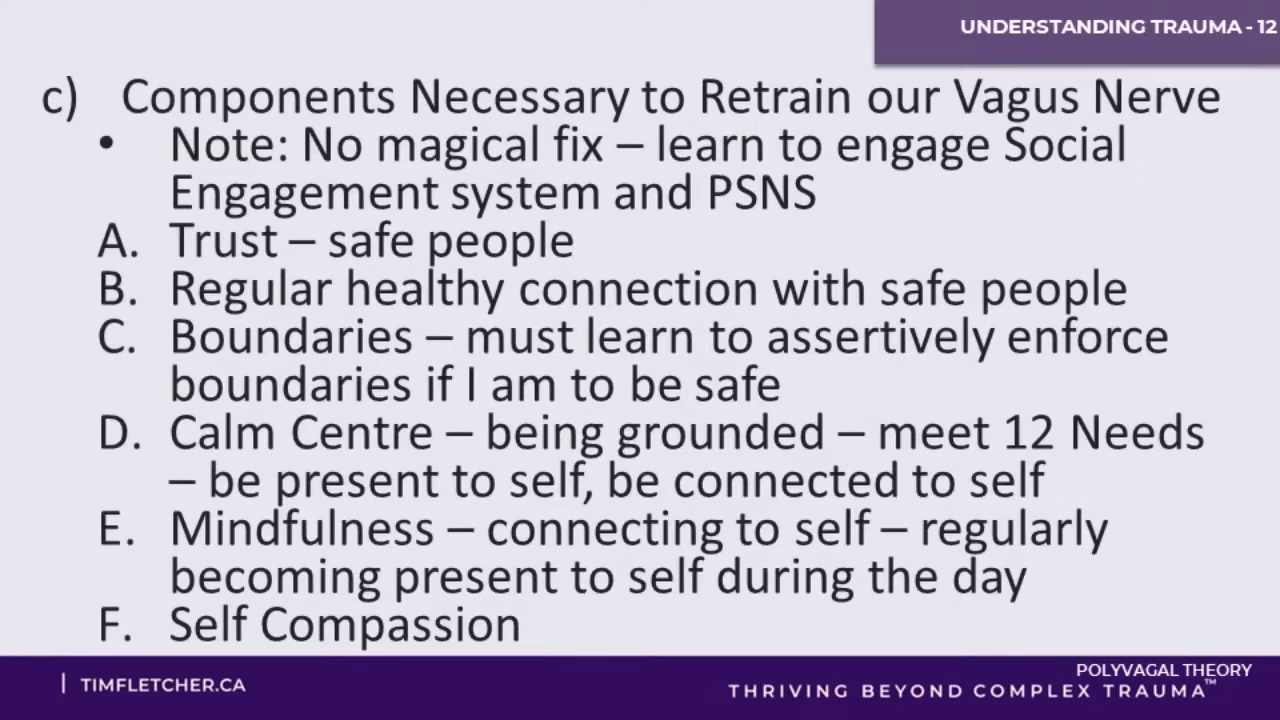 UNDERSTANDING TRAUMA - 12
c) Components Necessary to Retrain our Vagus Nerve
• Note: No magical fix – learn to engage Social
Engagement system and PSNS
A. Trust – safe people
B. Regular healthy connection with safe people
C. Boundaries – must learn to assertively enforce
boundaries if I am to be safe
D. Calm Centre – being grounded – meet 12 Needs
– be present to self, be connected to self
E. Mindfulness – connecting to self – regularly
becoming present to self during the day
F. Self Compassion
| TIMFLETCHER.CA
POLYVAGAL THEORY
THRIVING BEYOND COMPLEX TRAUMA™